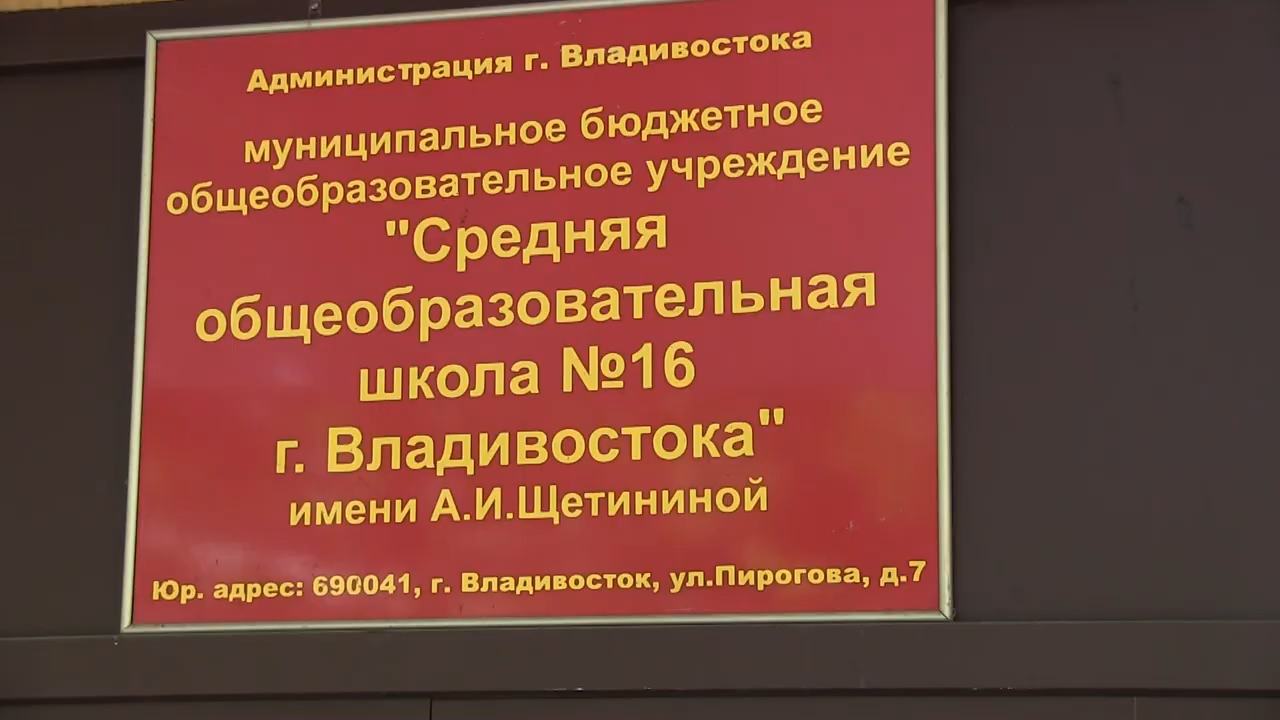 Администрация г. Владивостока
муниципальное бюджетное
общеобразовательное учреждение
"Средняя
общеобразовательная
школа №16
г. Владивостока"
имени А.И.Щетининой
Юр. адрес: 690041, г. Владивосток, ул.Пирогова, д.7